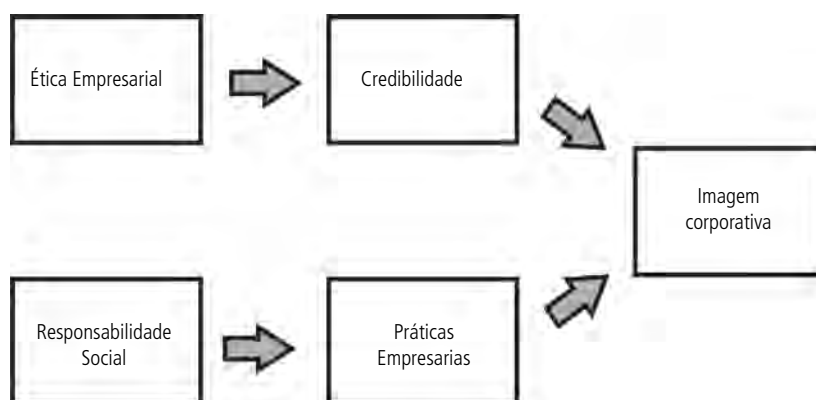 Ética Empresarial
Credibilidade
Imagem
corporativa
Responsabilidade
Social
Práticas
Empresarias